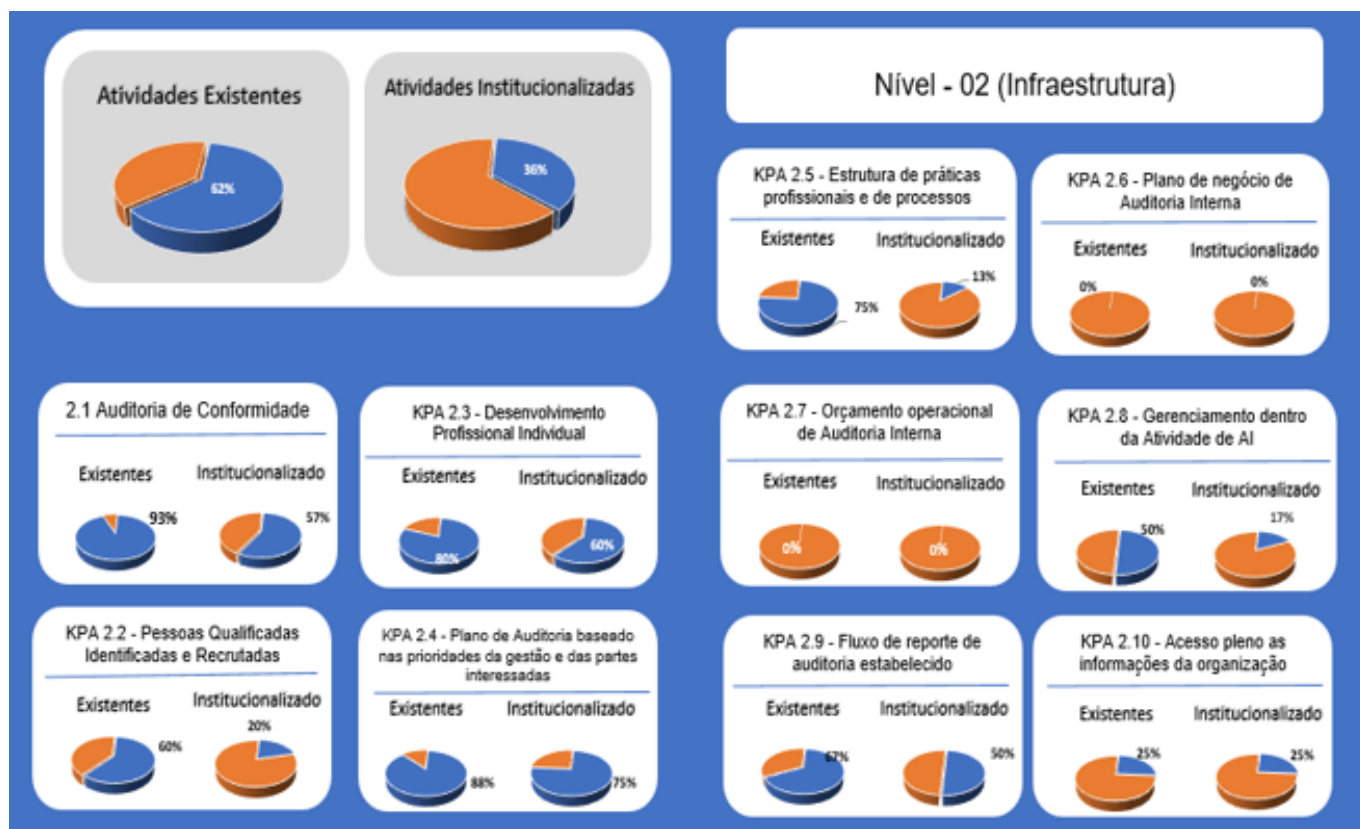 Atividades Existentes
62%
Atividades Institucionalizadas
36%
Nível - 02 (Infraestrutura)
KPA 2.5 - Estrutura de práticas
profissionais e de processos
Existentes
Institucionalizado
75%
13%
KPA 2.6 - Plano de negócio de
Auditoria Interna
Existentes
Institucionalizado
0%
0%
2.1 Auditoria de Conformidade
Existentes
Institucionalizado
93%
57%
KPA 2.3 - Desenvolvimento
Profissional Individual
Existentes
Institucionalizado
80%
60%
KPA 2.7 - Orçamento operacional
de Auditoria Interna
Existentes
Institucionalizado
0%
0%
KPA 2.8 - Gerenciamento dentro
da Atividade de AI
Existentes
Institucionalizado
50%
17%
KPA 2.2 - Pessoas Qualificadas
Identificadas e Recrutadas
Existentes
Institucionalizado
60%
20%
KPA 2.4 - Plano de Auditoria baseado
nas prioridades da gestão e das partes
interessadas
Existentes
Institucionalizado
88%
75%
KPA 2.9 - Fluxo de reporte de
auditoria estabelecido
Existentes
Institucionalizado
67%
50%
KPA 2.10 - Acesso pleno as
informações da organização
Existentes
Institucionalizado
25%
25%